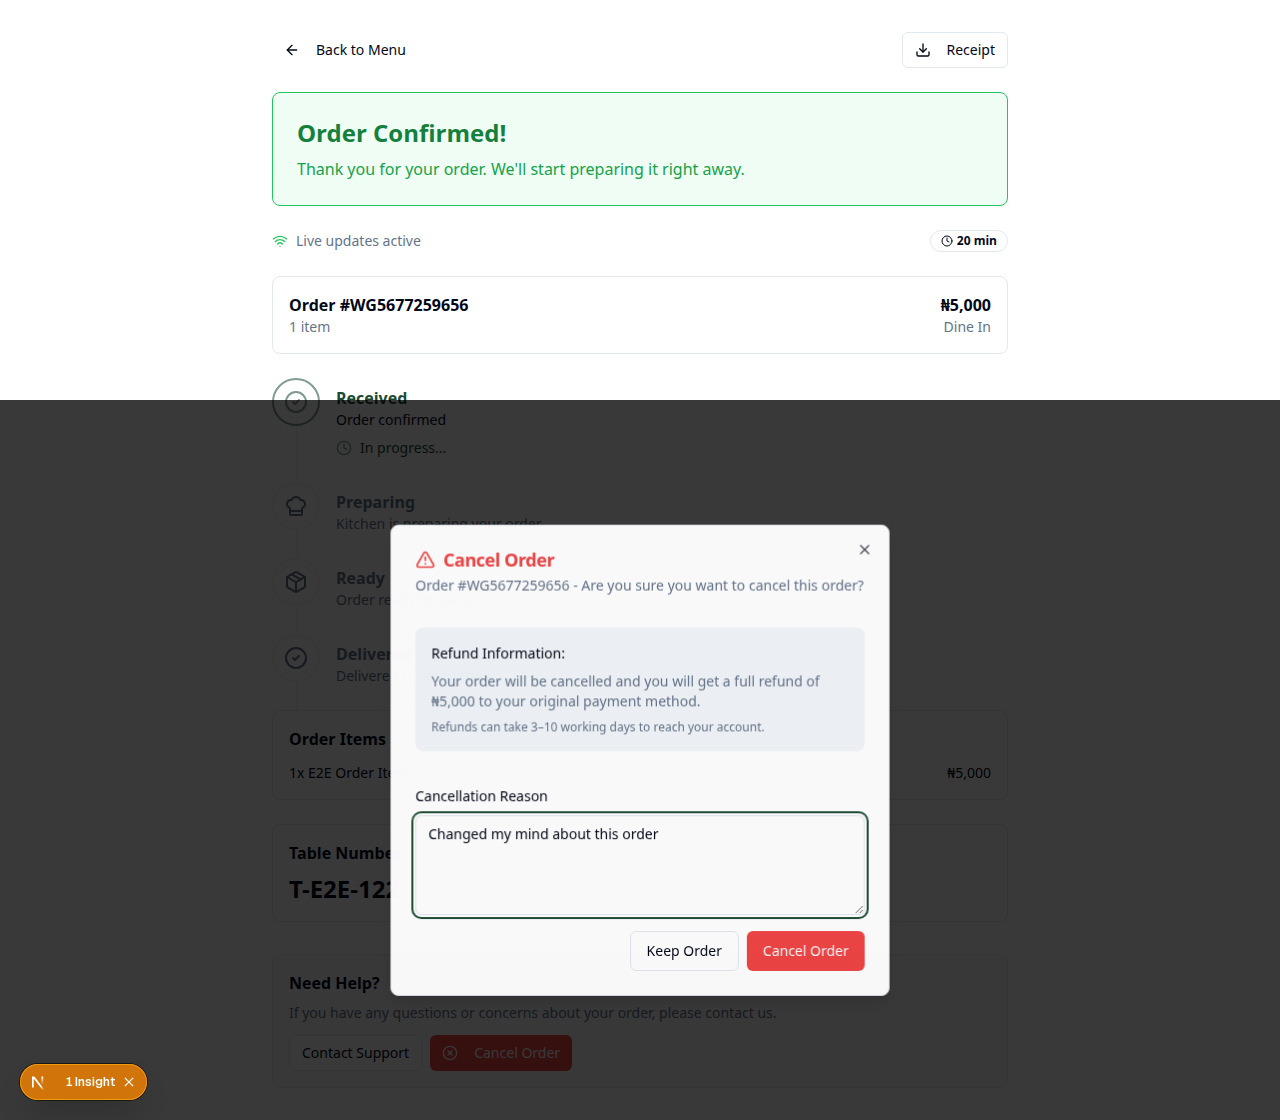 Back to Menu
Receipt
Order Confirmed!
Thank you for your order. We'll start preparing it right away.
Live updates active
20 min
Order #WG5677259656
₦5,000
1 item
Dine In
Received
Order confirmed
In progress...
Preparing
Kitchen is preparing your order
Cancel Order
Order #WG5677259656 - Are you sure you want to cancel this order?
Ready
Order
Refund Information:
Your order will be cancelled and you will get a full refund of
₦5,000 to your original payment method.
Refunds can take 3–10 working days to reach your account.
Order Items
1x E2E Order
₦5,000
Cancellation Reason
Changed my mind about this order
Table
T-E2E-122
Keep Order
Cancel Order
Need Help?
If you have any questions or concerns about your order, please contact us.
Contact Support
Cancel Order
1 Insight